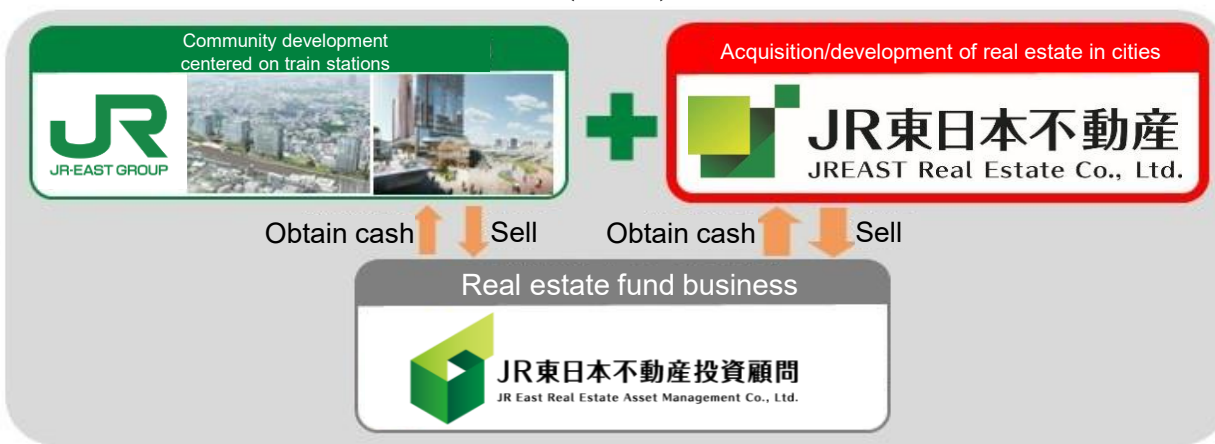 Community development
centered on train stations
JR
JR-EAST GROUP
Acquisition/development of real estate in cities
JR東日本不動産
JREAST Real Estate Co., Ltd.
Obtain cash
Sell
Obtain cash
Sell
Real estate fund business
JR東日本不動産投資顧問
JR East Real Estate Asset Management Co., Ltd.